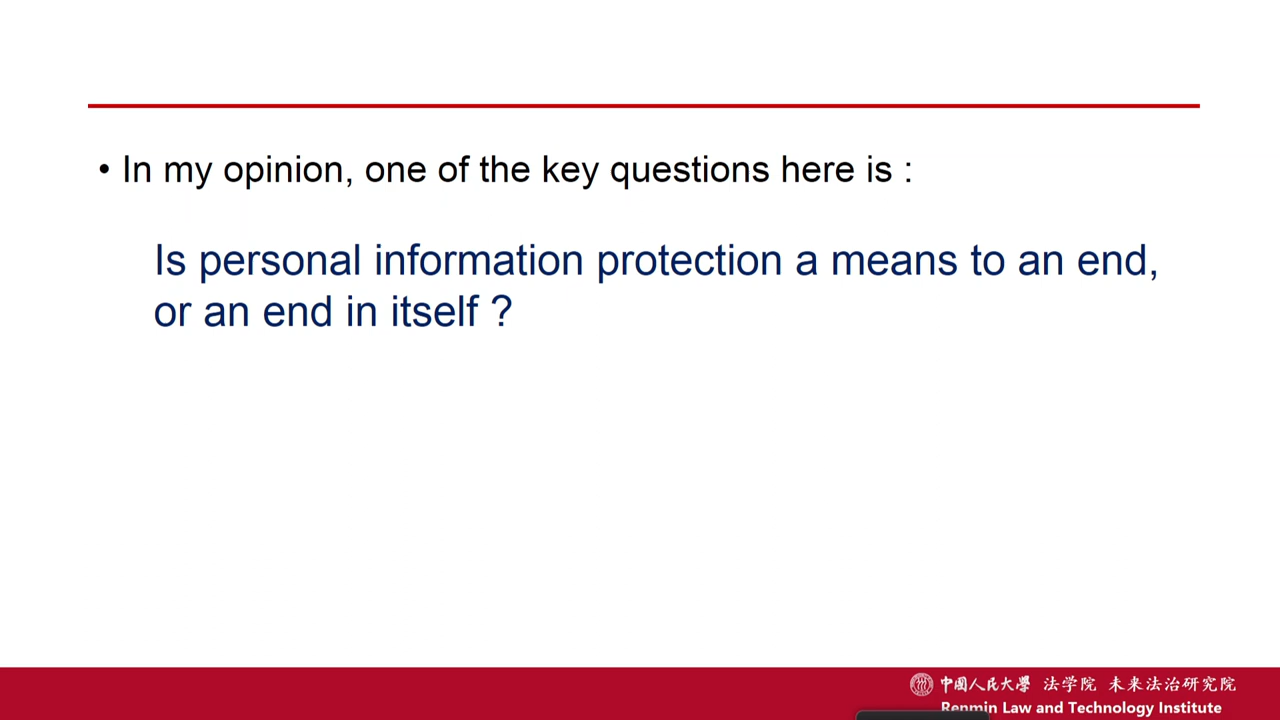 • In my opinion, one of the key questions here is :
Is personal information protection a means to an end,
or an end in itself ?
中國人民大學 法学院 未来法治研究院
Renmin Law and Technology Institute